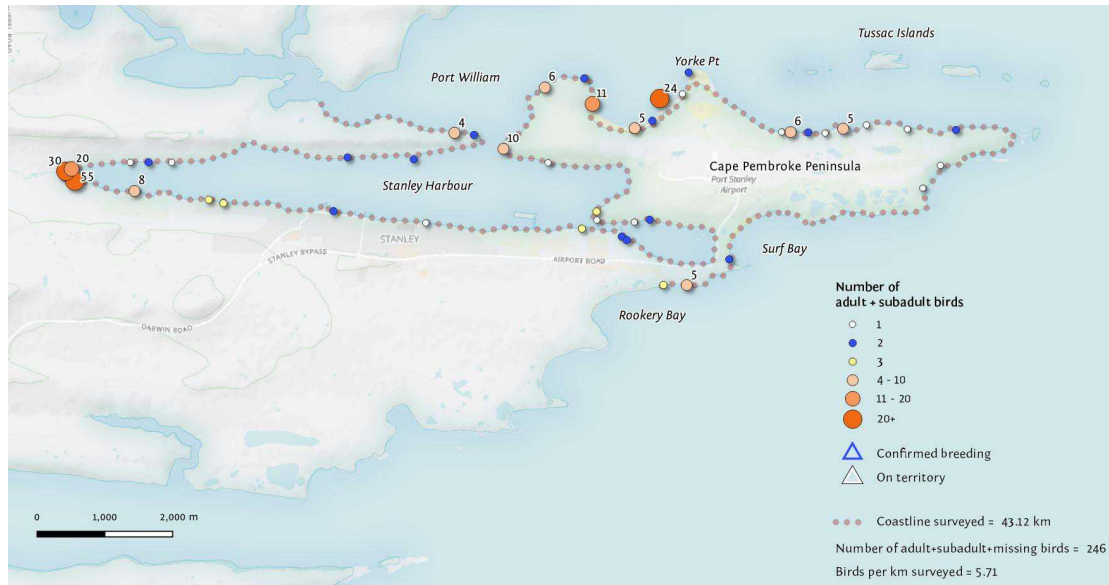 Tussac Islands
Yorke Pt
Port William
6
11
24
4
10
5
6
5
30
20
55
8
Stanley Harbour
Cape Pembroke Peninsula
Port Stanley
Airport
STANLEY
STANLEY BYPASS
AIRPORT ROAD
Surf Bay
5
Rookery Bay
DARWIN ROAD
Number of
adult + subadult birds
1
2
3
4 - 10
11 - 20
20+
Confirmed breeding
On territory
0 1,000 2,000 m
Coastline surveyed = 43.12 km
Number of adult+subadult+missing birds = 246
Birds per km surveyed = 5.71